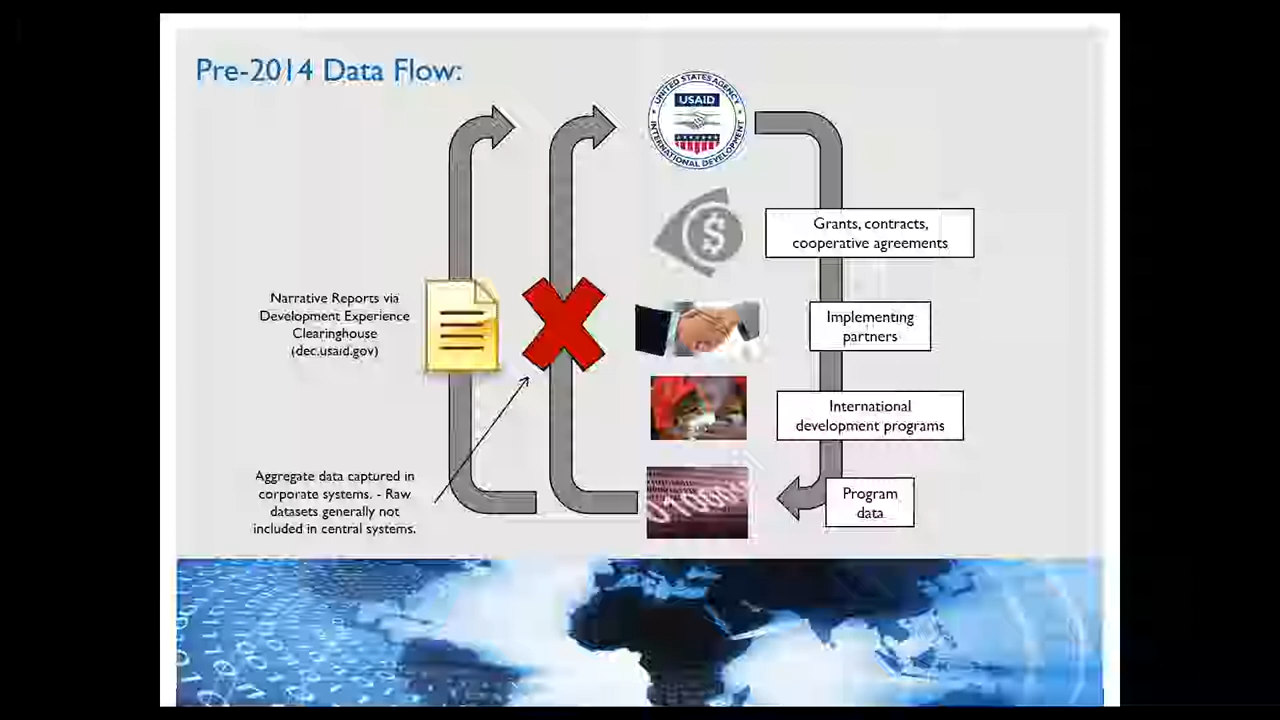 Pre-2014 Data Flow:
UNITED STATES AGENCY
USAID
INTERNATIONAL DEVELOPMENT
$
Grants, contracts,
cooperative agreements
Narrative Reports via
Development Experience
Clearinghouse
(dec.usaid.gov)
Implementing
partners
International
development programs
Aggregate data captured in
corporate systems. - Raw
datasets generally not
included in central systems.
Program
data